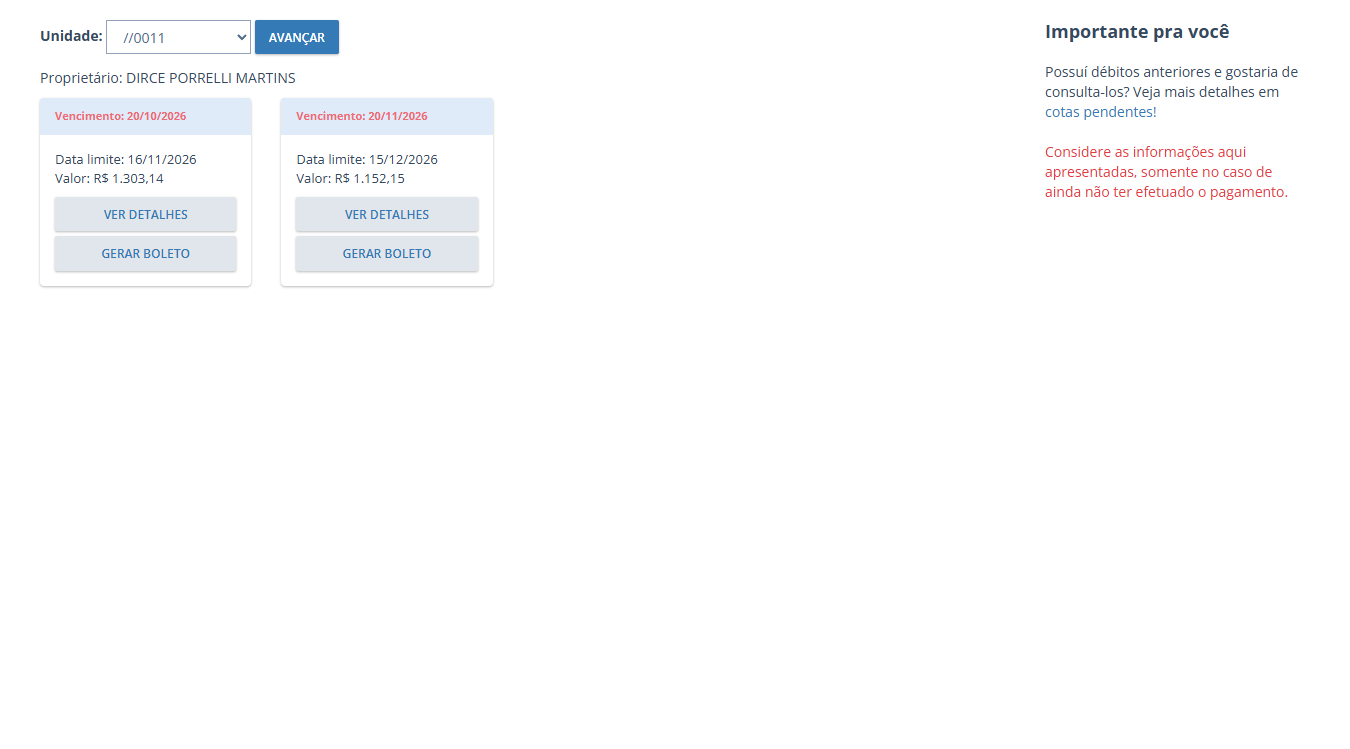 Unidade: //0011 AVANÇAR
Proprietário: DIRCE PORRELLI MARTINS
Vencimento: 20/10/2026
Data limite: 16/11/2026
Valor: R$ 1.303,14
VER DETALHES
GERAR BOLETO
Vencimento: 20/11/2026
Data limite: 15/12/2026
Valor: R$ 1.152,15
VER DETALHES
GERAR BOLETO
Importante pra você
Possuí débitos anteriores e gostaria de
consulta-los? Veja mais detalhes em
cotas pendentes!
Considere as informações aqui
apresentadas, somente no caso de
ainda não ter efetuado o pagamento.